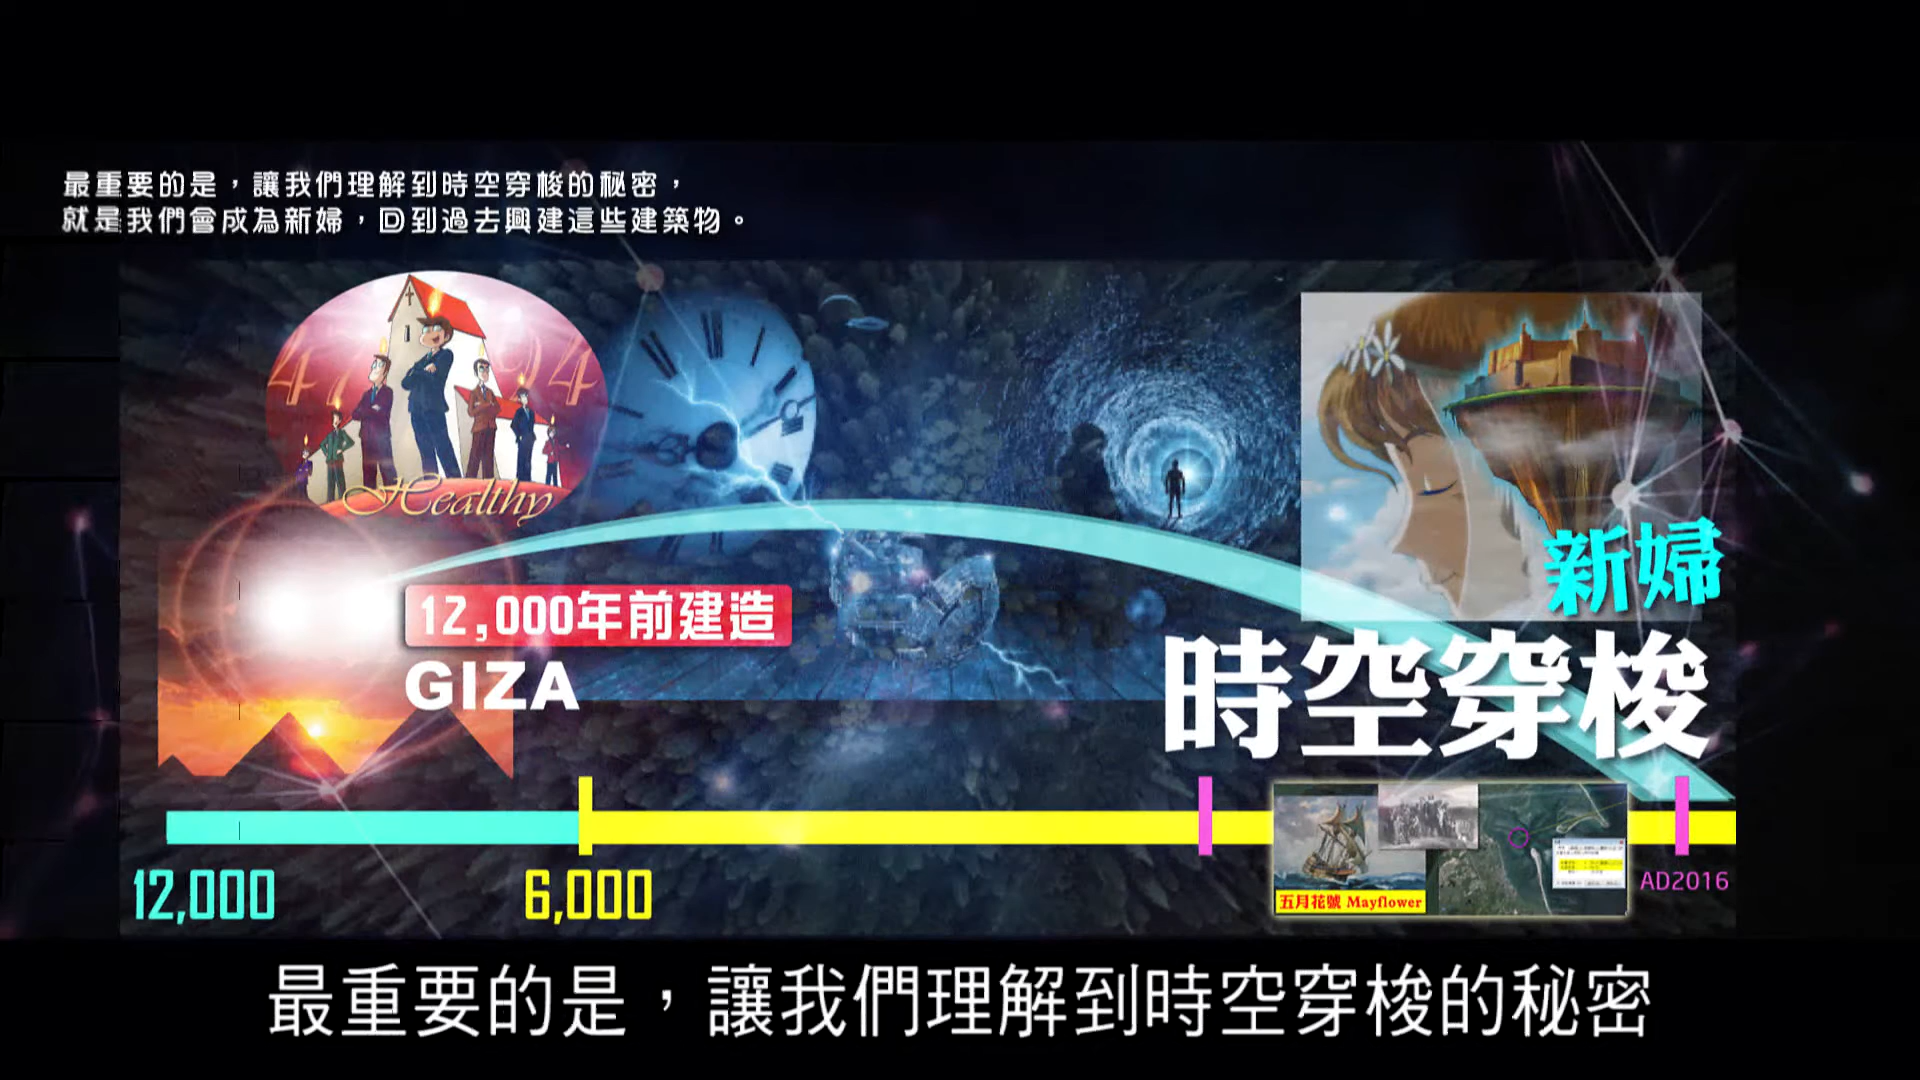 最重要的是，讓我們理解到時空穿梭的秘密，
就是我們會成為新婦，回到過去興建這些建築物。
Healthy
新婦
12,000年前建造
GIZA
時空穿梭
12,000
6,000
五月花號 Mayflower
AD2016
最重要的是，讓我們理解到時空穿梭的秘密